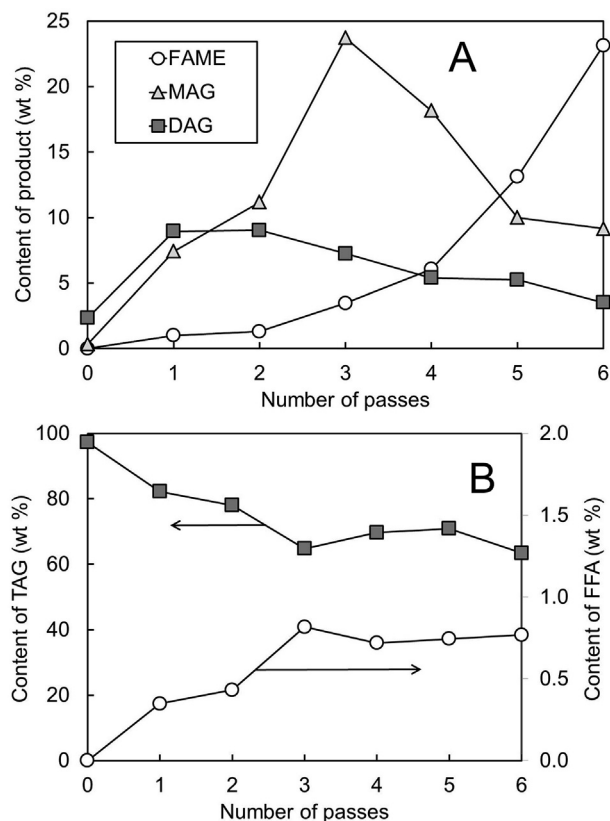 A
FAME
MAG
DAG
Content of product (wt %)
25
20
15
10
5
0
0 1 2 3 4 5 6
Number of passes
B
Content of TAG (wt %)
100
80
60
40
20
0
2.0
1.5
1.0
0.5
0.0
Content of FFA (wt %)
0 1 2 3 4 5 6
Number of passes